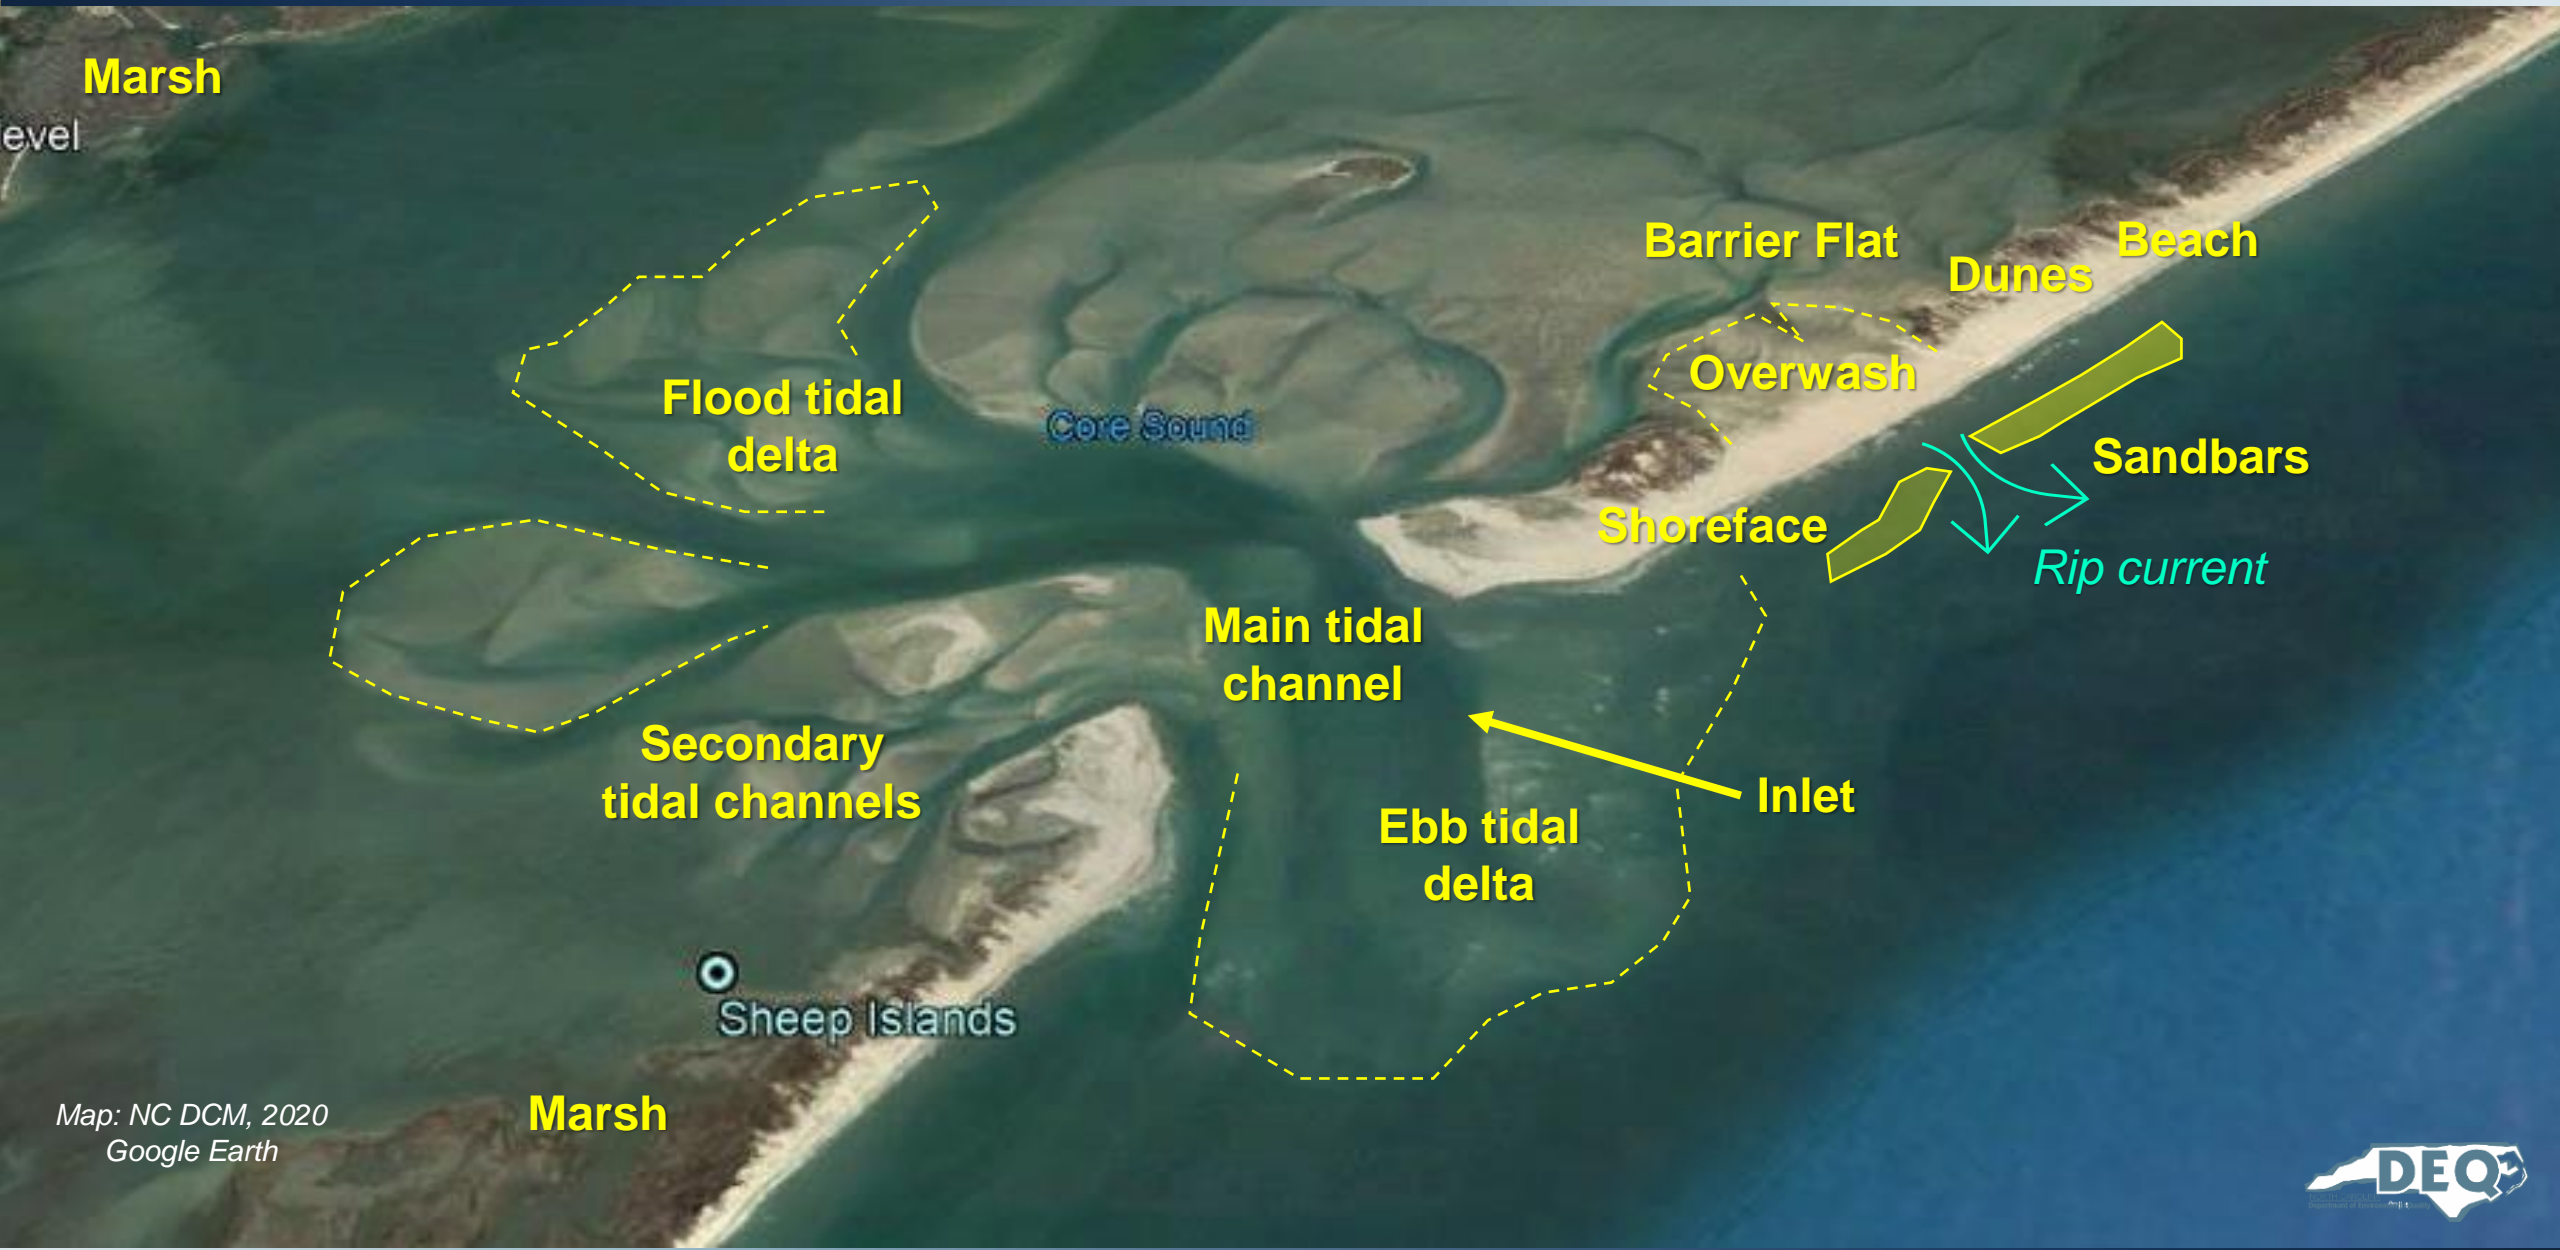 Marsh
evel
Barrier Flat
Beach
Dunes
Overwash
Flood tidal
delta
Core Sound
Sandbars
Shoreface
Rip current
Main tidal
channel
Secondary
tidal channels
Inlet
Ebb tidal
delta
Sheep Islands
Marsh
Map: NC DCM, 2020
Google Earth
DEQ